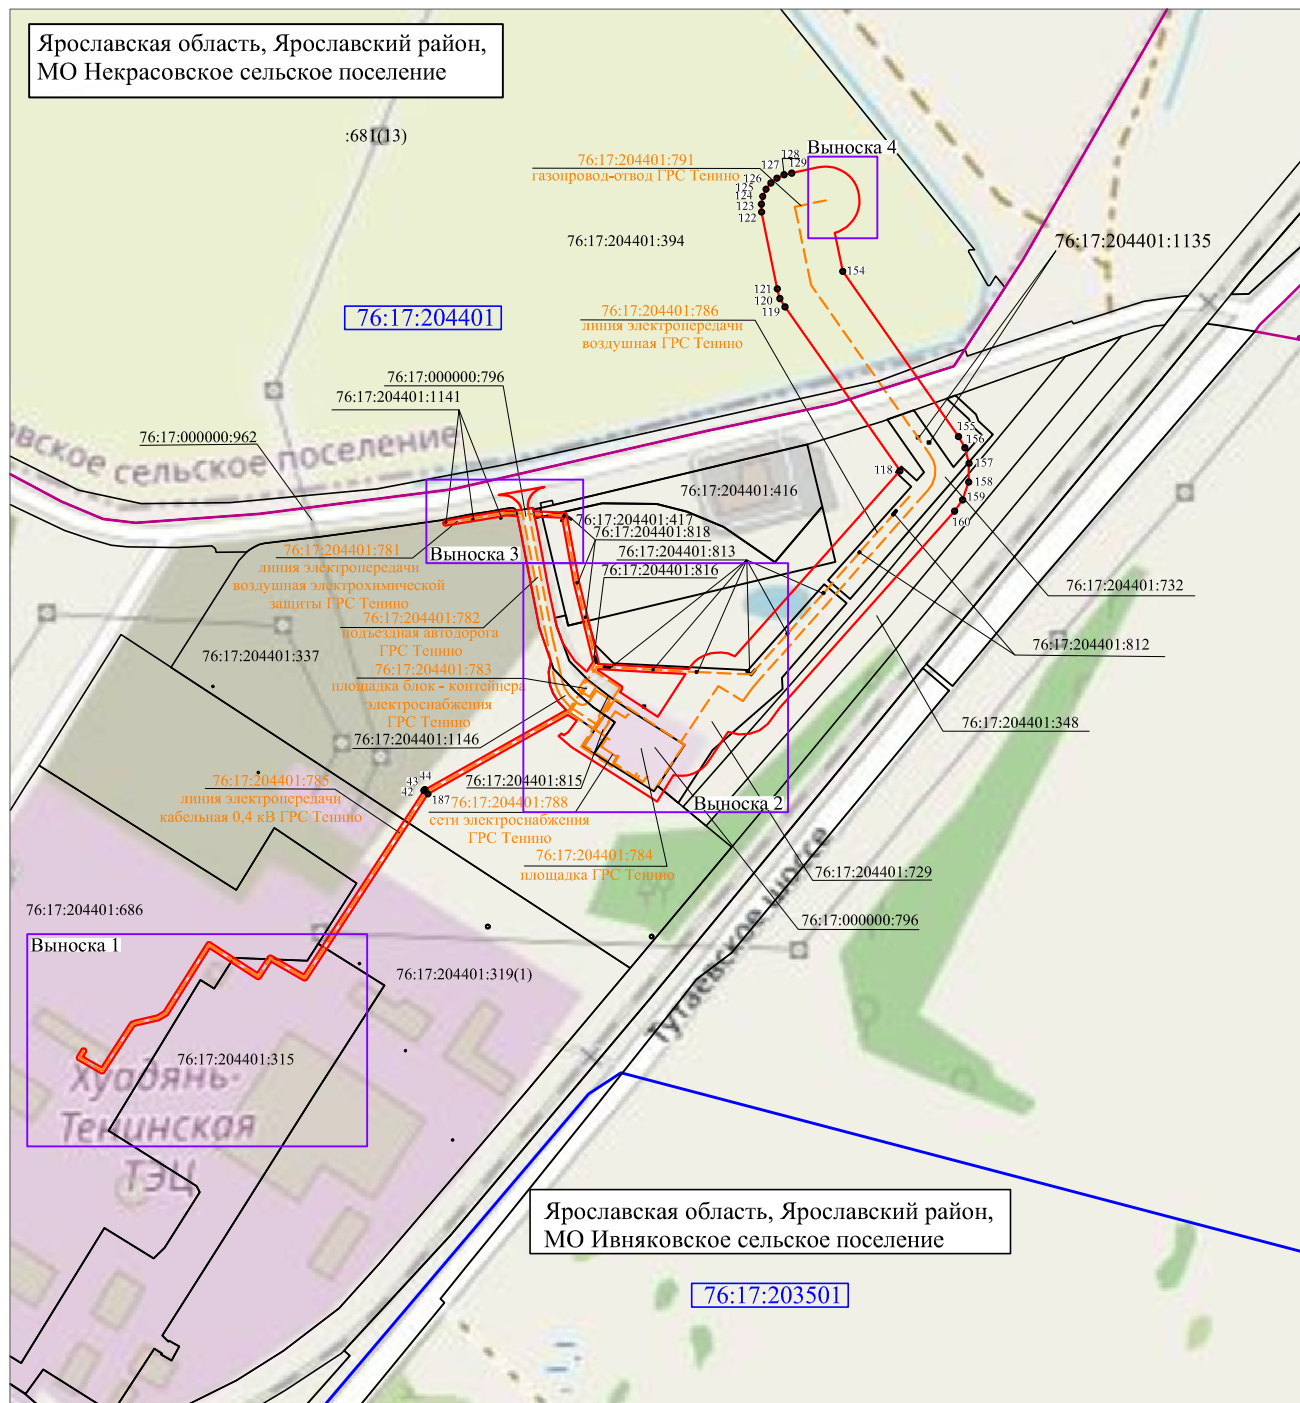 Ярославская область, Ярославский район,
МО Некрасовское сельское поселение
:681(13)
Выноска 4
128
127
129
126
125
124
123
122
76:17:204401:791
газопровод-отвод ГРС Тенино
76:17:204401:394
76:17:204401:1135
154
121
120
119
76:17:204401
76:17:204401:786
линия электропередачи
воздушная ГРС Тенино
76:17:000000:796
76:17:204401:1141
76:17:000000:962
сельское поселение
155
156
157
158
159
160
118
76:17:204401:416
76:17:204401:417
76:17:204401:818
76:17:204401:813
76:17:204401:816
Выноска 3
76:17:204401:781
линия электропередачи
воздушная электрохимической
защиты ГРС Тенино
76:17:204401:782
подъездная автодорога
ГРС Тенино
76:17:204401:783
площадка блок - контейнера
электроснабжения
ГРС Тенино
76:17:204401:337
76:17:204401:732
76:17:204401:812
76:17:204401:348
76:17:204401:1146
76:17:204401:815
76:17:204401:785
линия электропередачи
кабельная 0,4 кВ ГРС Тенино
44
43
42
187
76:17:204401:788
сети электроснабжения
ГРС Тенино
Выноска 2
76:17:204401:784
площадка ГРС Тенино
76:17:204401:729
76:17:000000:796
76:17:204401:686
Выноска 1
76:17:204401:319(1)
76:17:204401:315
Тутаевское шоссе
Хуадянь-
Тенинская
ТЭЦ
Ярославская область, Ярославский район,
МО Ивняковское сельское поселение
76:17:203501